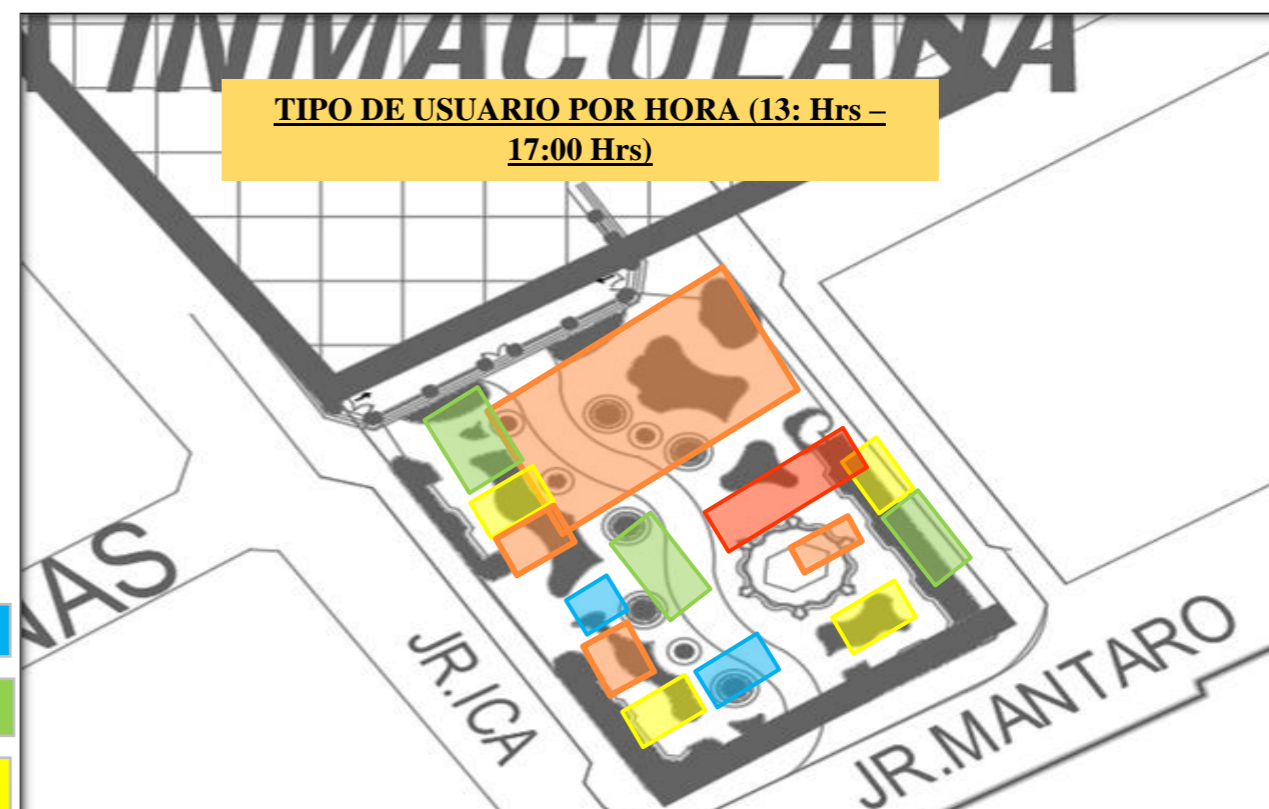 INMACULADA
TIPO DE USUARIO POR HORA (13: Hrs –
17:00 Hrs)
NAS
JR.ICA
JR.MANTARO